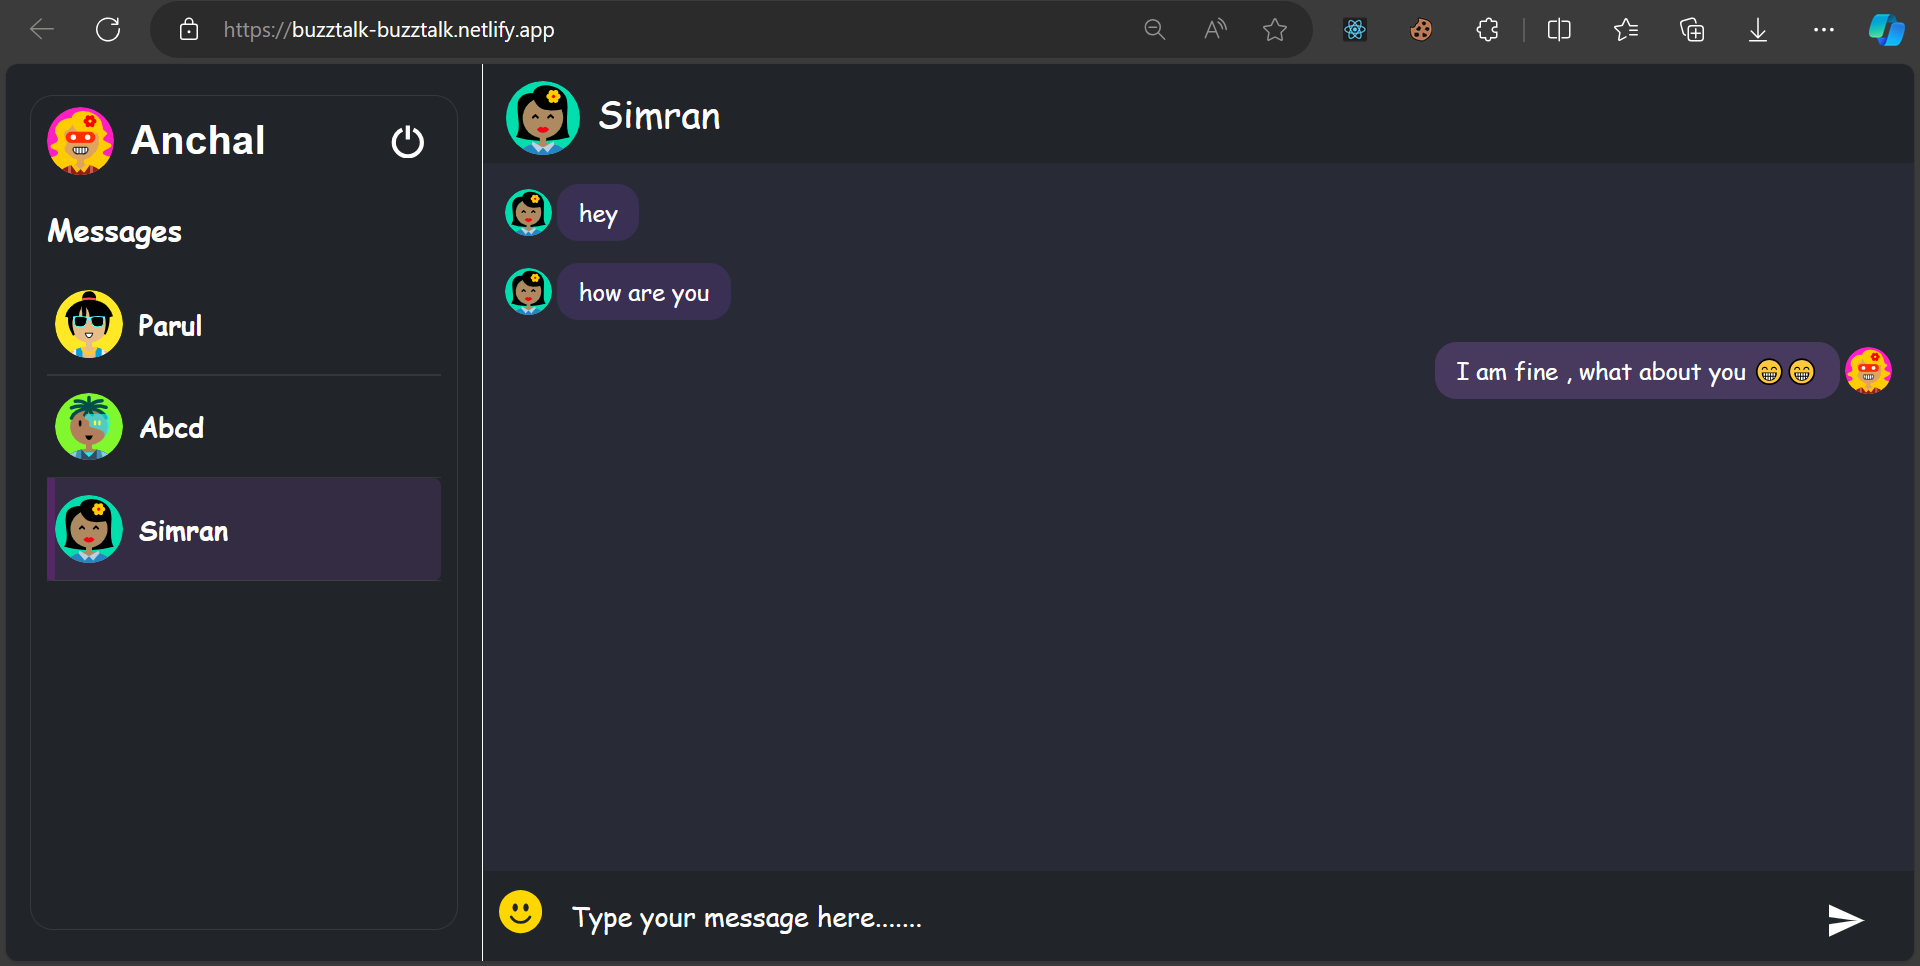 https://buzztalk-buzztalk.netlify.app
Anchal
Messages
Parul
Abcd
Simran
Simran
hey
how are you
I am fine , what about you 😁😁
Type your message here.......